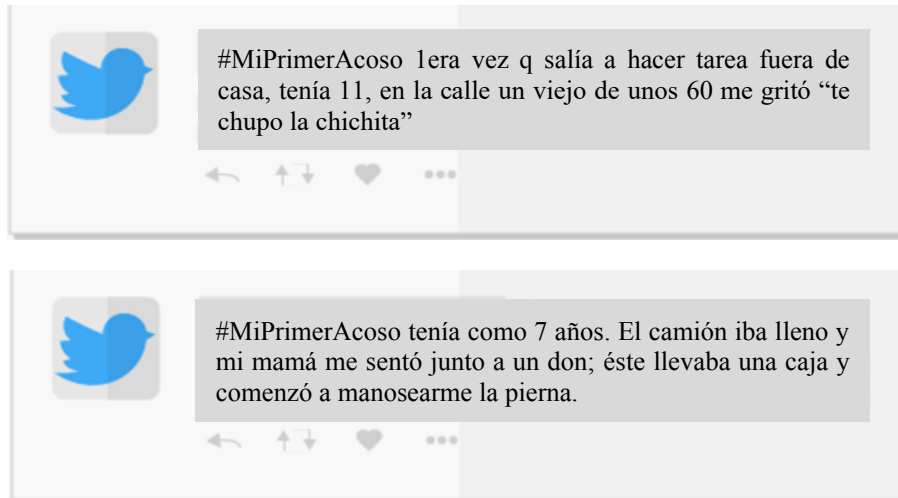 #MiPrimerAcoso 1era vez q salía a hacer tarea fuera de
casa, tenía 11, en la calle un viejo de unos 60 me gritó “te
chupo la chichita”
#MiPrimerAcoso tenía como 7 años. El camión iba lleno y
mi mamá me sentó junto a un don; éste llevaba una caja y
comenzó a manosearme la pierna.